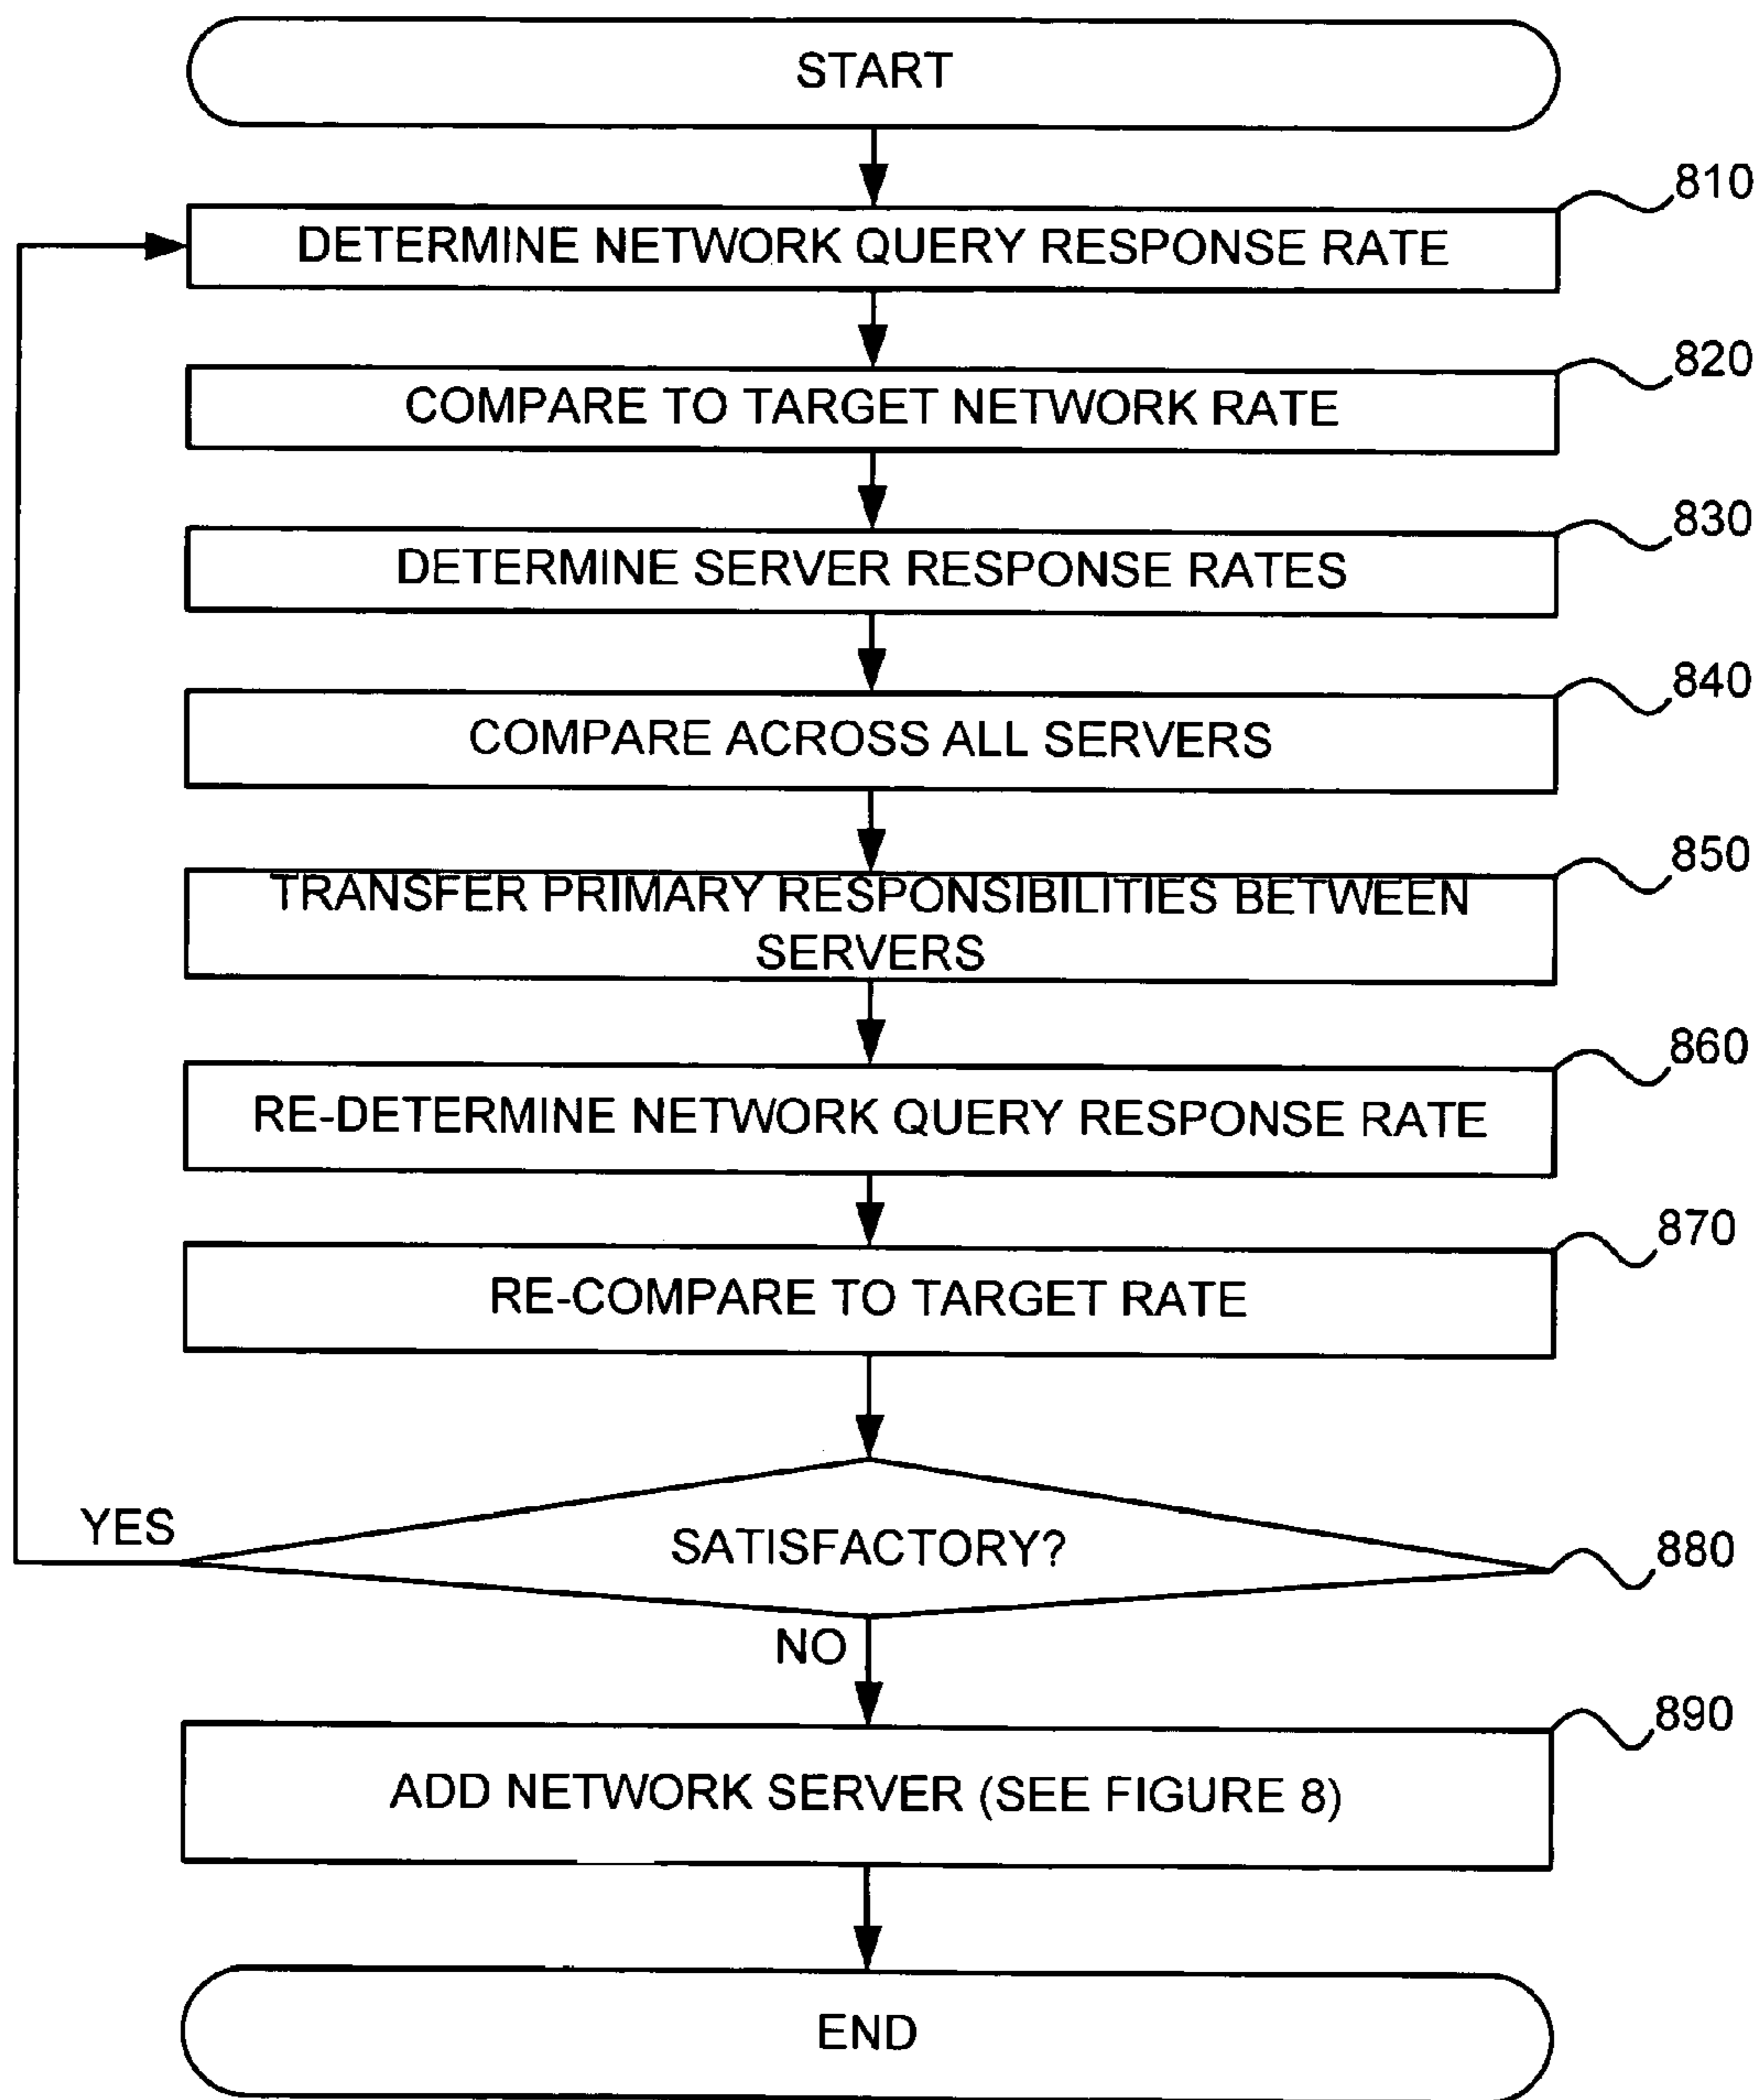 START
810
DETERMINE NETWORK QUERY RESPONSE RATE
820
COMPARE TO TARGET NETWORK RATE
830
DETERMINE SERVER RESPONSE RATES
840
COMPARE ACROSS ALL SERVERS
850
TRANSFER PRIMARY RESPONSIBILITIES BETWEEN
SERVERS
860
RE-DETERMINE NETWORK QUERY RESPONSE RATE
870
RE-COMPARE TO TARGET RATE
YES
SATISFACTORY?
880
NO
890
ADD NETWORK SERVER (SEE FIGURE 8)
END